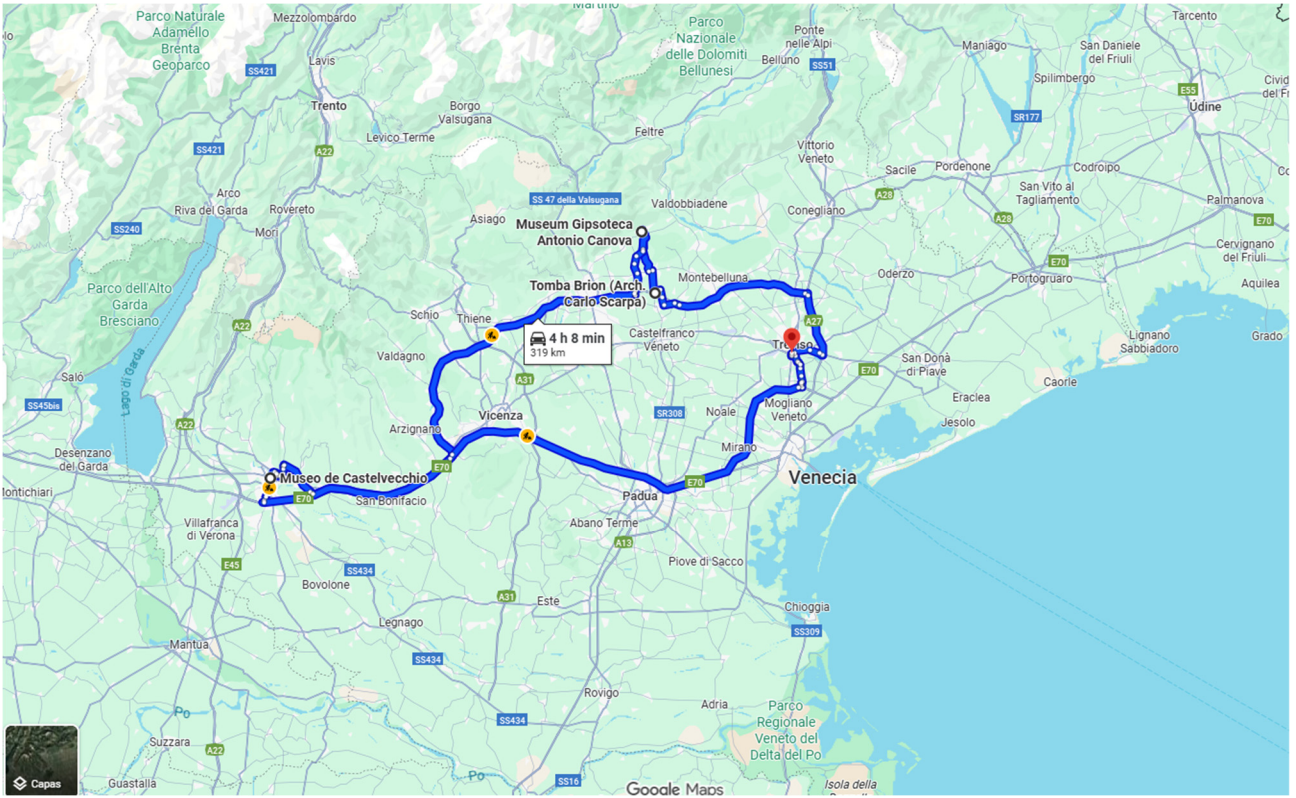 Martino
Parco Naturale
Adamello
Brenta
Geoparco
Mezzolombardo
Parco
Nazionale
delle Dolomiti
Bellunesi
Ponte
nelle Alpi
Tarcento
Maniago
San Daniele
del Friuli
Lavis
SS421
Belluno
SS51
Spilimbergo
E55
Údine
Trento
Borgo
Valsugana
SR177
Levico Terme
Feltre
SS421
A22
Vittorio
Veneto
Sacile
Pordenone
Codroipo
Arco
Riva del Garda
Rovereto
SS 47 della Valsugana
Valdobbiadene
A28
San Vito al
Tagliamento
Palmanova
Mori
SS240
Asiago
Museum Gipsoteca
Antonio Canova
Conegliano
A28
E70
Cervignano
del Friuli
E70
Parco dell'Alto
Garda
Bresciano
Tomba Brion (Arch.
Carlo Scarpa)
Montebelluna
Oderzo
Portogruaro
Aquilea
Schio
Thiene
A22
A27
Lignano
Sabbiadoro
Grado
4 h 8 min
319 km
Castelfranco
Véneto
Valdagno
San Donà
di Piave
E70
Lago di Garda
Saló
A31
Caorle
SS45bis
Vicenza
SR308
Noale
Mogliano
Veneto
Eraclea
Jesolo
A22
Arzignano
Mirano
Desenzano
del Garda
E70
Venecia
Museo de Castelvecchio
E70
E70
San Bonifacio
Padua
Villafranca
di Verona
Abano Terme
A13
Piove di Sacco
E45
SS434
Bovolone
A31
Este
Chioggia
SS309
Legnago
Mantua
SS434
Rovigo
Adria
Po
SS434
Parco
Regionale
Veneto del
Delta del Po
Suzzara
A22
Capas
Guastalla
Po
SS16
Google Maps
Isola della